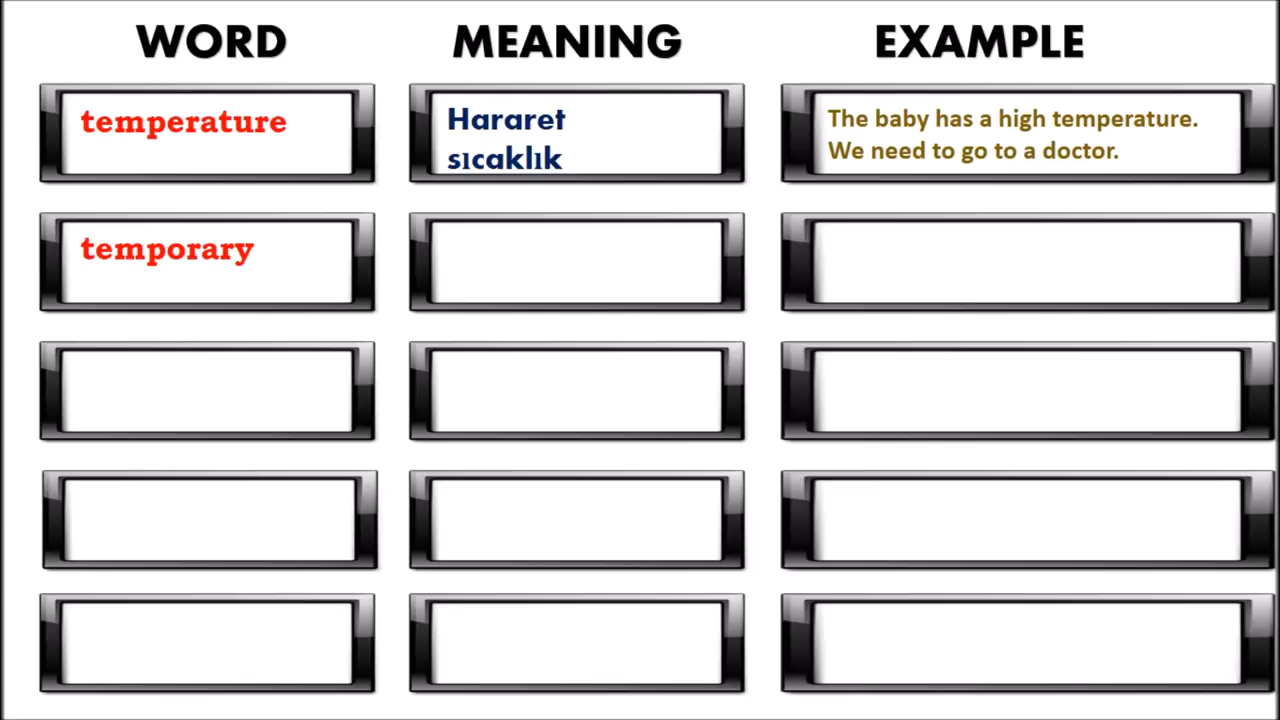 WORD MEANING EXAMPLE
temperature
Hararet
sıcaklık
The baby has a high temperature.
We need to go to a doctor.
temporary